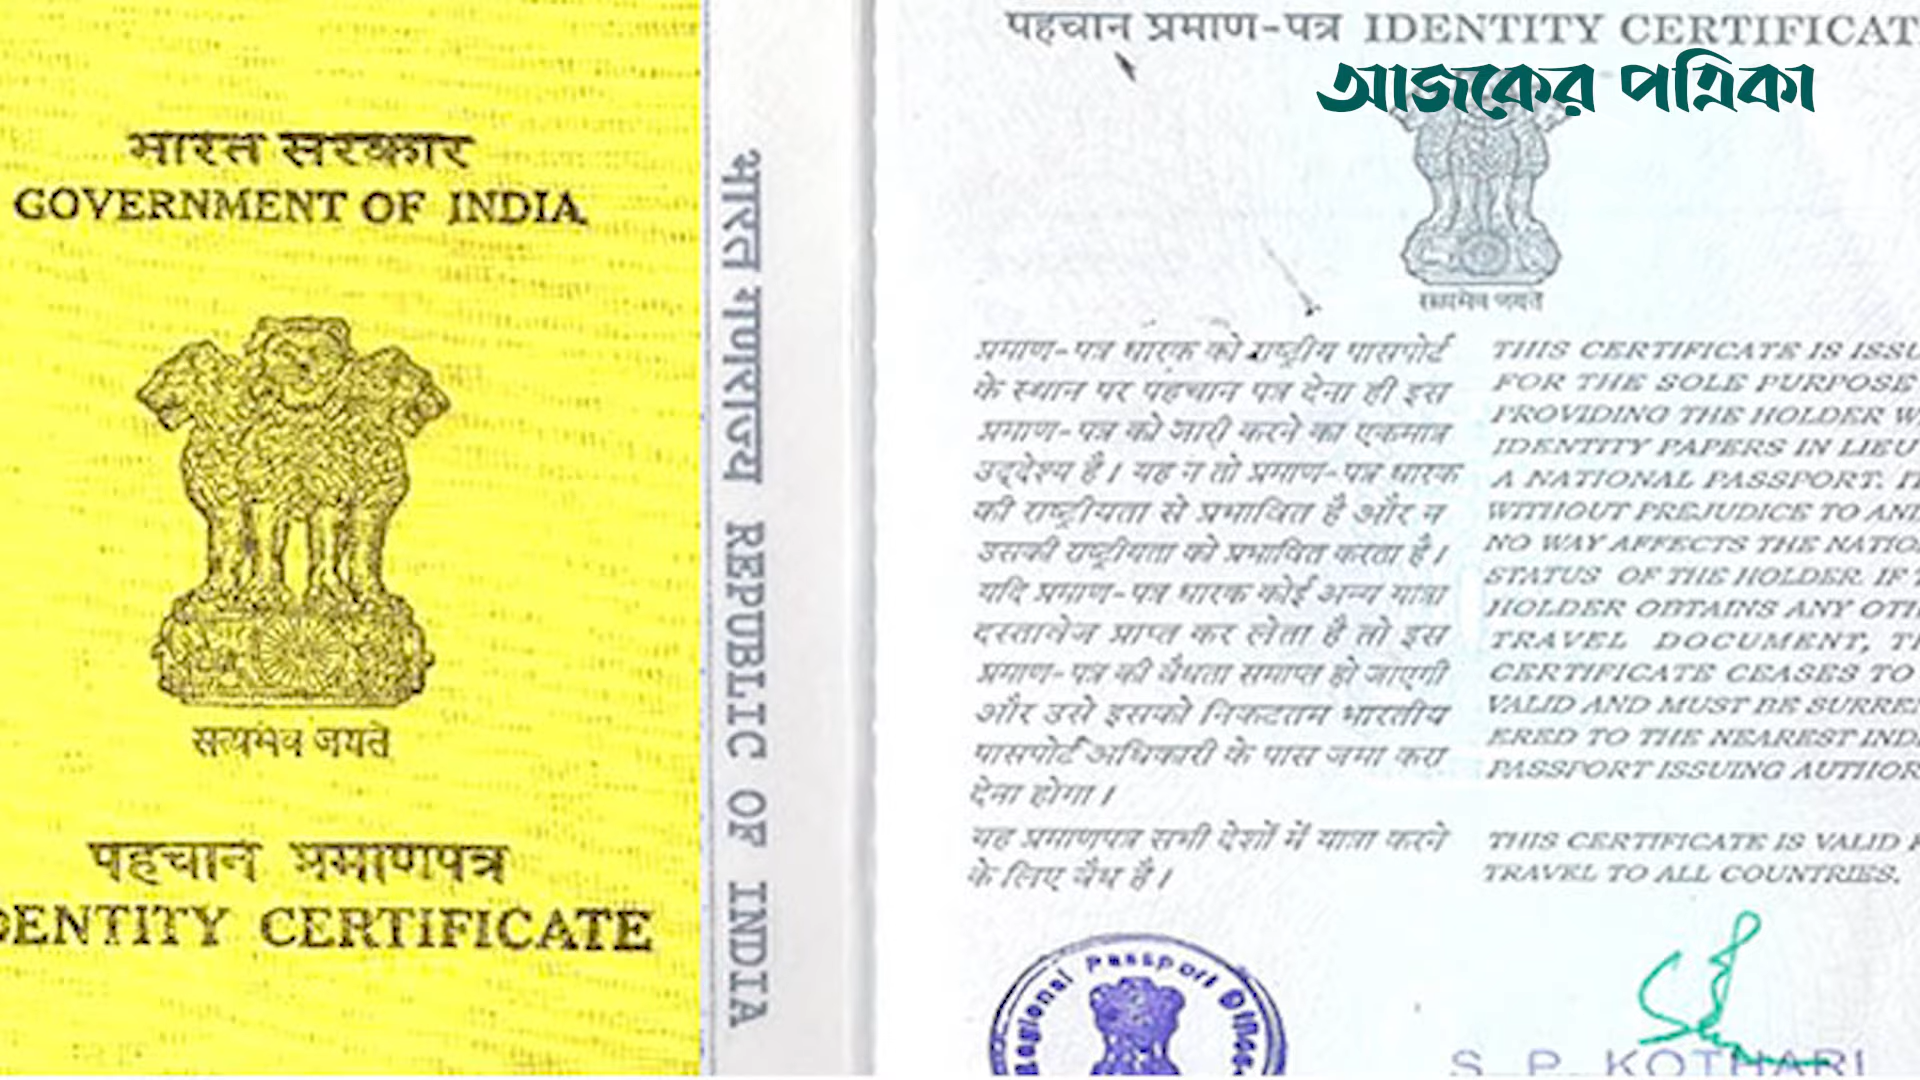 भारत सरकार
GOVERNMENT OF INDIA
सत्यमेव जयते
पहचान प्रमाणपत्र
DENTITY CERTIFICATE
भारत गणराज्य REPUBLIC OF INDIA
पहचान प्रमाण-पत्र IDENTITY CERTIFICAT
আজকের পত্রিকা
सत्यमेव जयते
प्रमाण-पत्र धारक को राष्ट्रीय पासपोर्ट
के स्थान पर पहचान पत्र देना ही इस
प्रमाण-पत्र को जारी करने का एकमात्र
उद्देश्य है। यह न तो प्रमाण-पत्र धारक
की राष्ट्रीयता से प्रभावित है और न
उसकी राष्ट्रीयता को प्रभावित करता है।
यदि प्रमाण-पत्र धारक कोई अन्य यात्रा
दस्तावेज प्राप्त कर लेता है तो इस
प्रमाण-पत्र की वैधता समाप्त हो जाएगी
और उसे इसको निकटतम भारतीय
पासपोर्ट अधिकारी के पास जमा करा
देना होगा।
यह प्रमाणपत्र सभी देशों में यात्रा करने
के लिए वैध है।
THIS CERTIFICATE IS ISSU
FOR THE SOLE PURPOSE
PROVIDING THE HOLDER W
IDENTITY PAPERS IN LIEU
A NATIONAL PASSPORT. IT
WITHOUT PREJUDICE TO AND
NO WAY AFFECTS THE NATIO
STATUS OF THE HOLDER. IF T
HOLDER OBTAINS ANY OTH
TRAVEL DOCUMENT, TH
CERTIFICATE CEASES TO
VALID AND MUST BE SURREN
ERED TO THE NEAREST IND
PASSPORT ISSUING AUTHOR
THIS CERTIFICATE IS VALID F
TRAVEL TO ALL COUNTRIES.
Regional Passport Office
S. P. KOTHARI